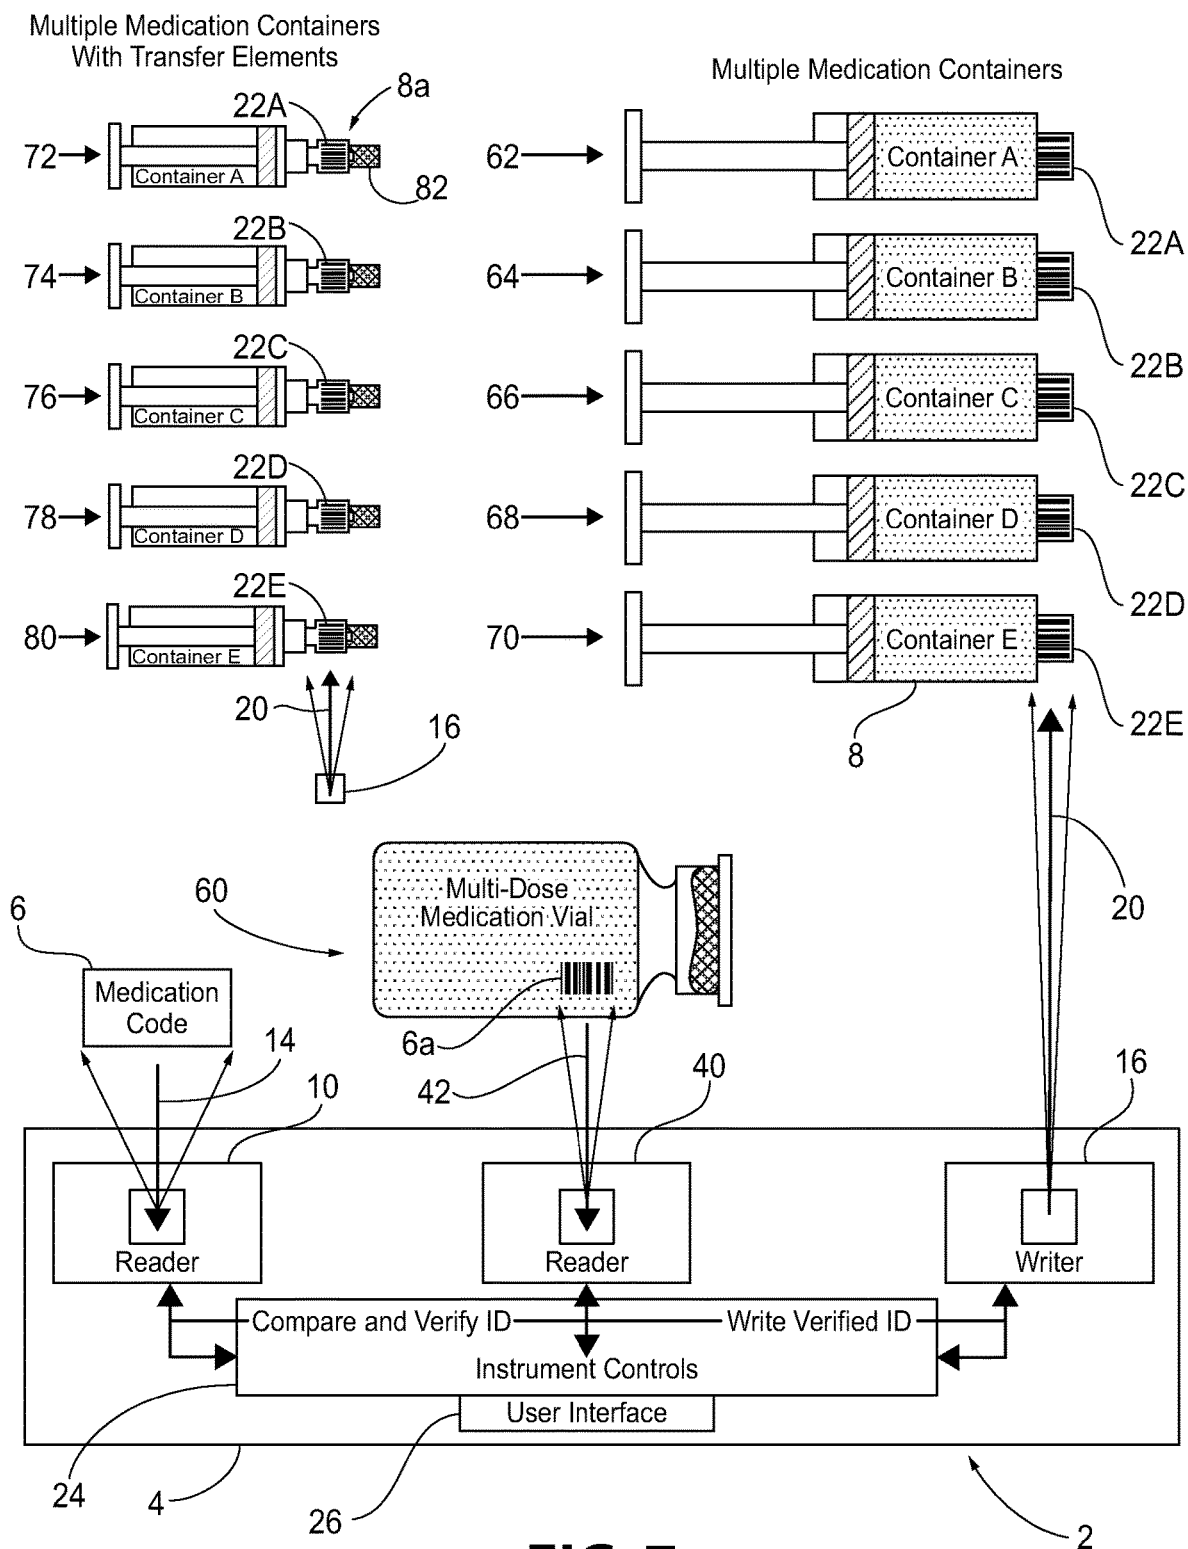 Multiple Medication Containers
With Transfer Elements
Multiple Medication Containers
8a
22A
72
Container A
82
62
Container A
22A
22B
74
Container B
64
Container B
22B
22C
76
Container C
66
Container C
22C
22D
78
Container D
68
Container D
22D
22E
80
Container E
70
Container E
22E
8
20
16
20
60
Multi-Dose
Medication Vial
6a
6
Medication
Code
14
10
42
40
16
Reader
Reader
Writer
Compare and Verify ID
Write Verified ID
Instrument Controls
User Interface
24
4
26
2
FIG.